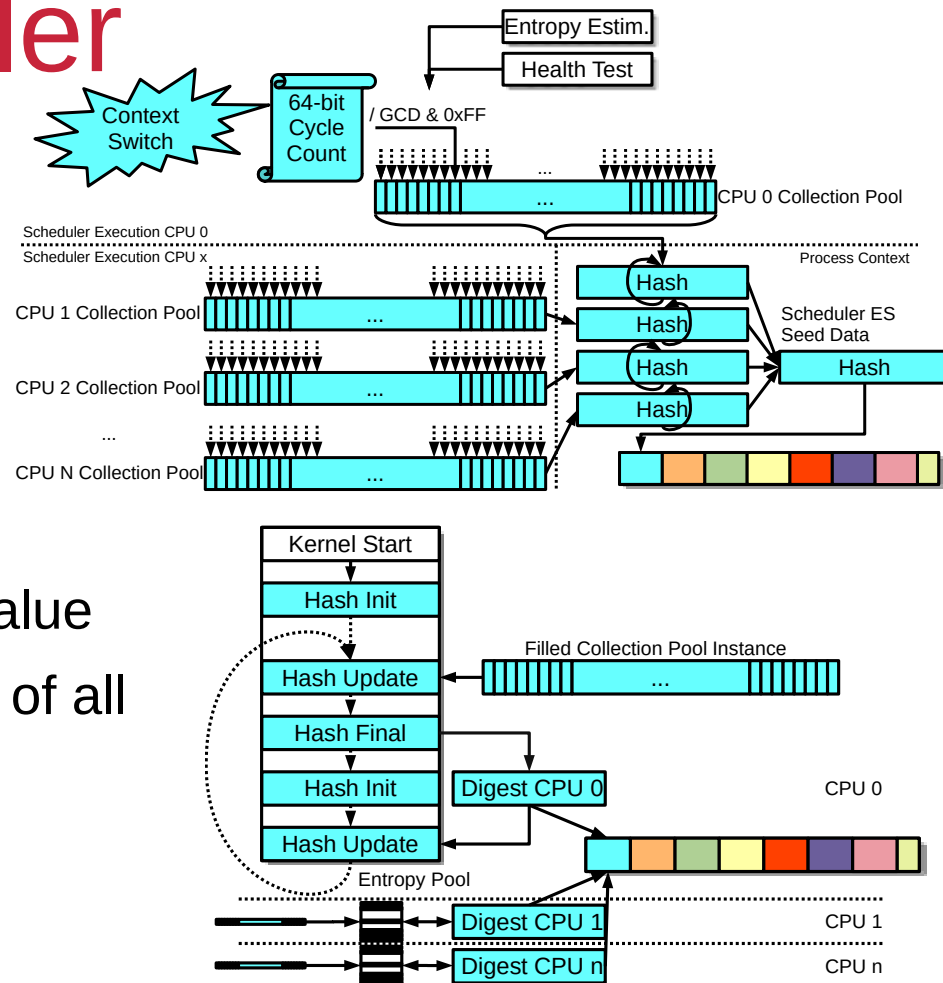 ler
Entropy Estim.
Health Test
Context
Switch
64-bit
Cycle
Count
/ GCD & 0xFF
...
...
CPU 0 Collection Pool
Scheduler Execution CPU 0
Scheduler Execution CPU x
Process Context
CPU 1 Collection Pool
...
CPU 2 Collection Pool
...
...
CPU N Collection Pool
...
Hash
Hash
Hash
Hash
Scheduler ES
Seed Data
Hash
Kernel Start
Hash Init
Hash Update
Hash Final
Hash Init
Hash Update
alue
of all
Filled Collection Pool Instance
...
Digest CPU 0
CPU 0
Entropy Pool
Digest CPU 1
CPU 1
Digest CPU n
CPU n